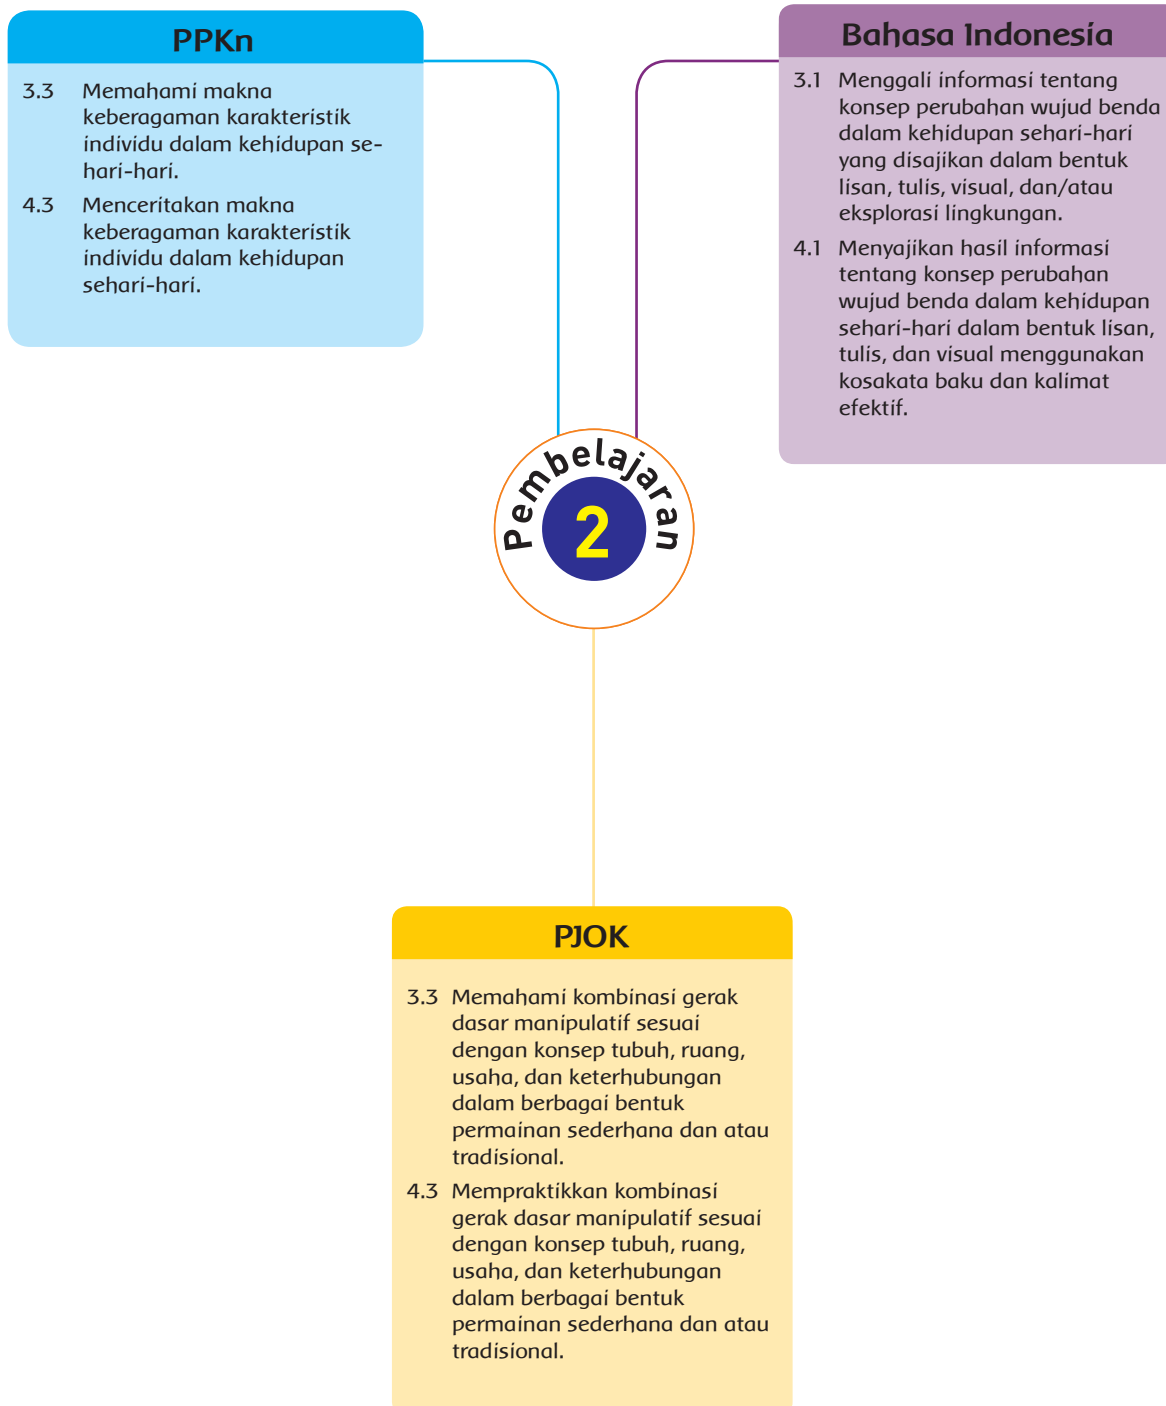 PPKn
3.3 Memahami makna
keberagaman karakteristik
individu dalam kehidupan se-
hari-hari.
4.3 Menceritakan makna
keberagaman karakteristik
individu dalam kehidupan
sehari-hari.
Bahasa Indonesia
3.1 Menggali informasi tentang
konsep perubahan wujud benda
dalam kehidupan sehari-hari
yang disajikan dalam bentuk
lisan, tulis, visual, dan/atau
eksplorasi lingkungan.
4.1 Menyajikan hasil informasi
tentang konsep perubahan
wujud benda dalam kehidupan
sehari-hari dalam bentuk lisan,
tulis, dan visual menggunakan
kosakata baku dan kalimat
efektif.
Pembelajaran
2
PJOK
3.3 Memahami kombinasi gerak
dasar manipulatif sesuai
dengan konsep tubuh, ruang,
usaha, dan keterhubungan
dalam berbagai bentuk
permainan sederhana dan atau
tradisional.
4.3 Mempraktikkan kombinasi
gerak dasar manipulatif sesuai
dengan konsep tubuh, ruang,
usaha, dan keterhubungan
dalam berbagai bentuk
permainan sederhana dan atau
tradisional.